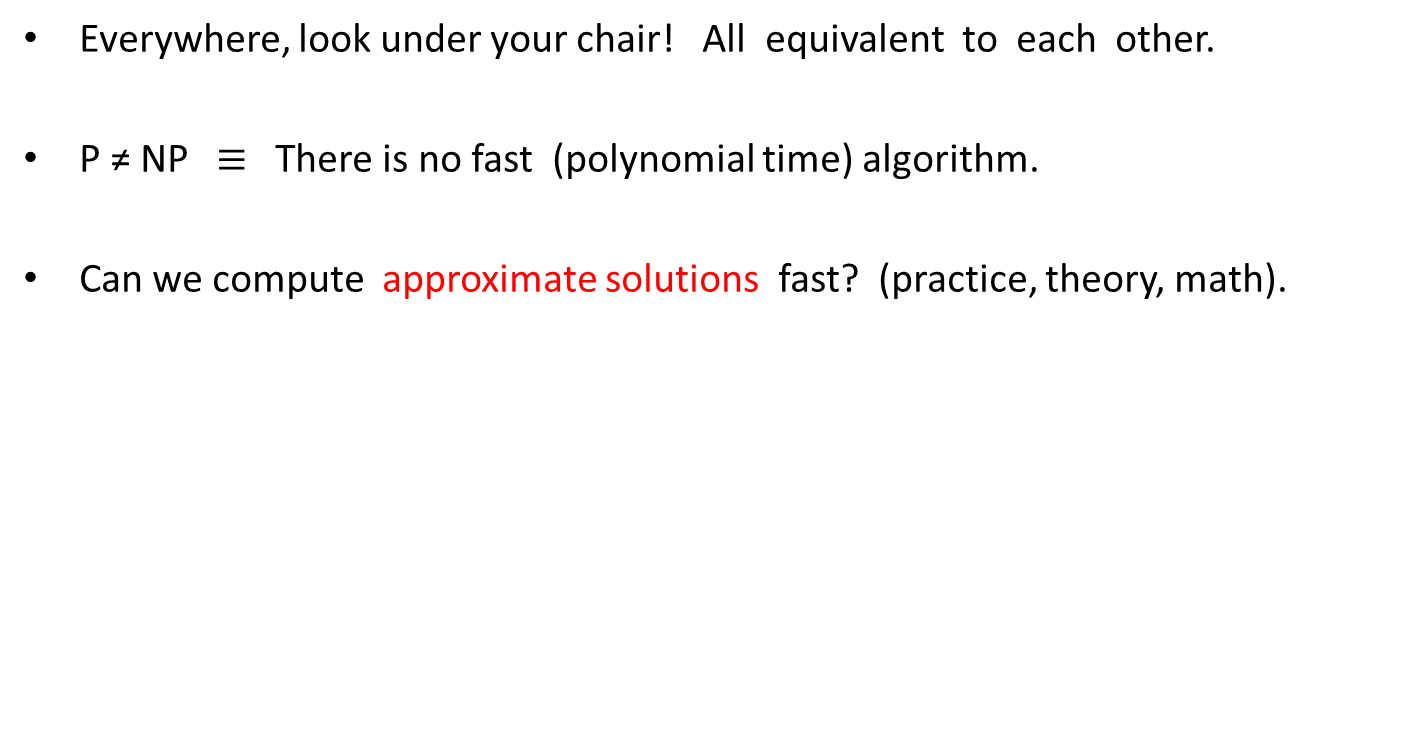 • Everywhere, look under your chair! All equivalent to each other.
• P ≠ NP ≡ There is no fast (polynomial time) algorithm.
• Can we compute approximate solutions fast? (practice, theory, math).